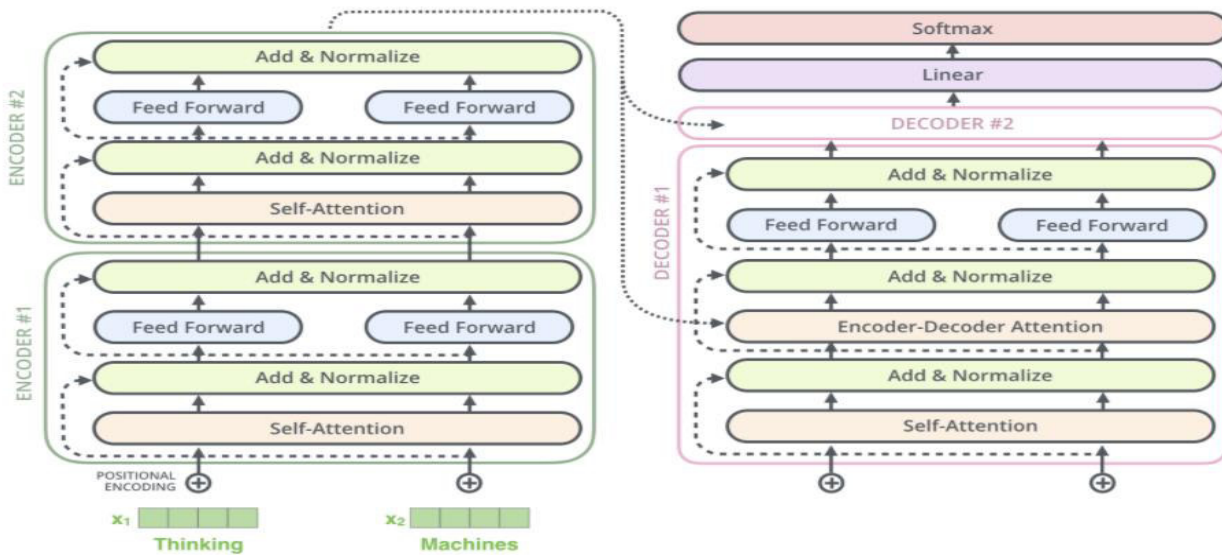 ENCODER #2
Add & Normalize
Feed Forward
Feed Forward
Add & Normalize
Self-Attention
ENCODER #1
Add & Normalize
Feed Forward
Feed Forward
Add & Normalize
Self-Attention
POSITIONAL
ENCODING
x1
x2
Thinking
Machines
Softmax
Linear
DECODER #2
DECODER #1
Add & Normalize
Feed Forward
Feed Forward
Add & Normalize
Encoder-Decoder Attention
Add & Normalize
Self-Attention